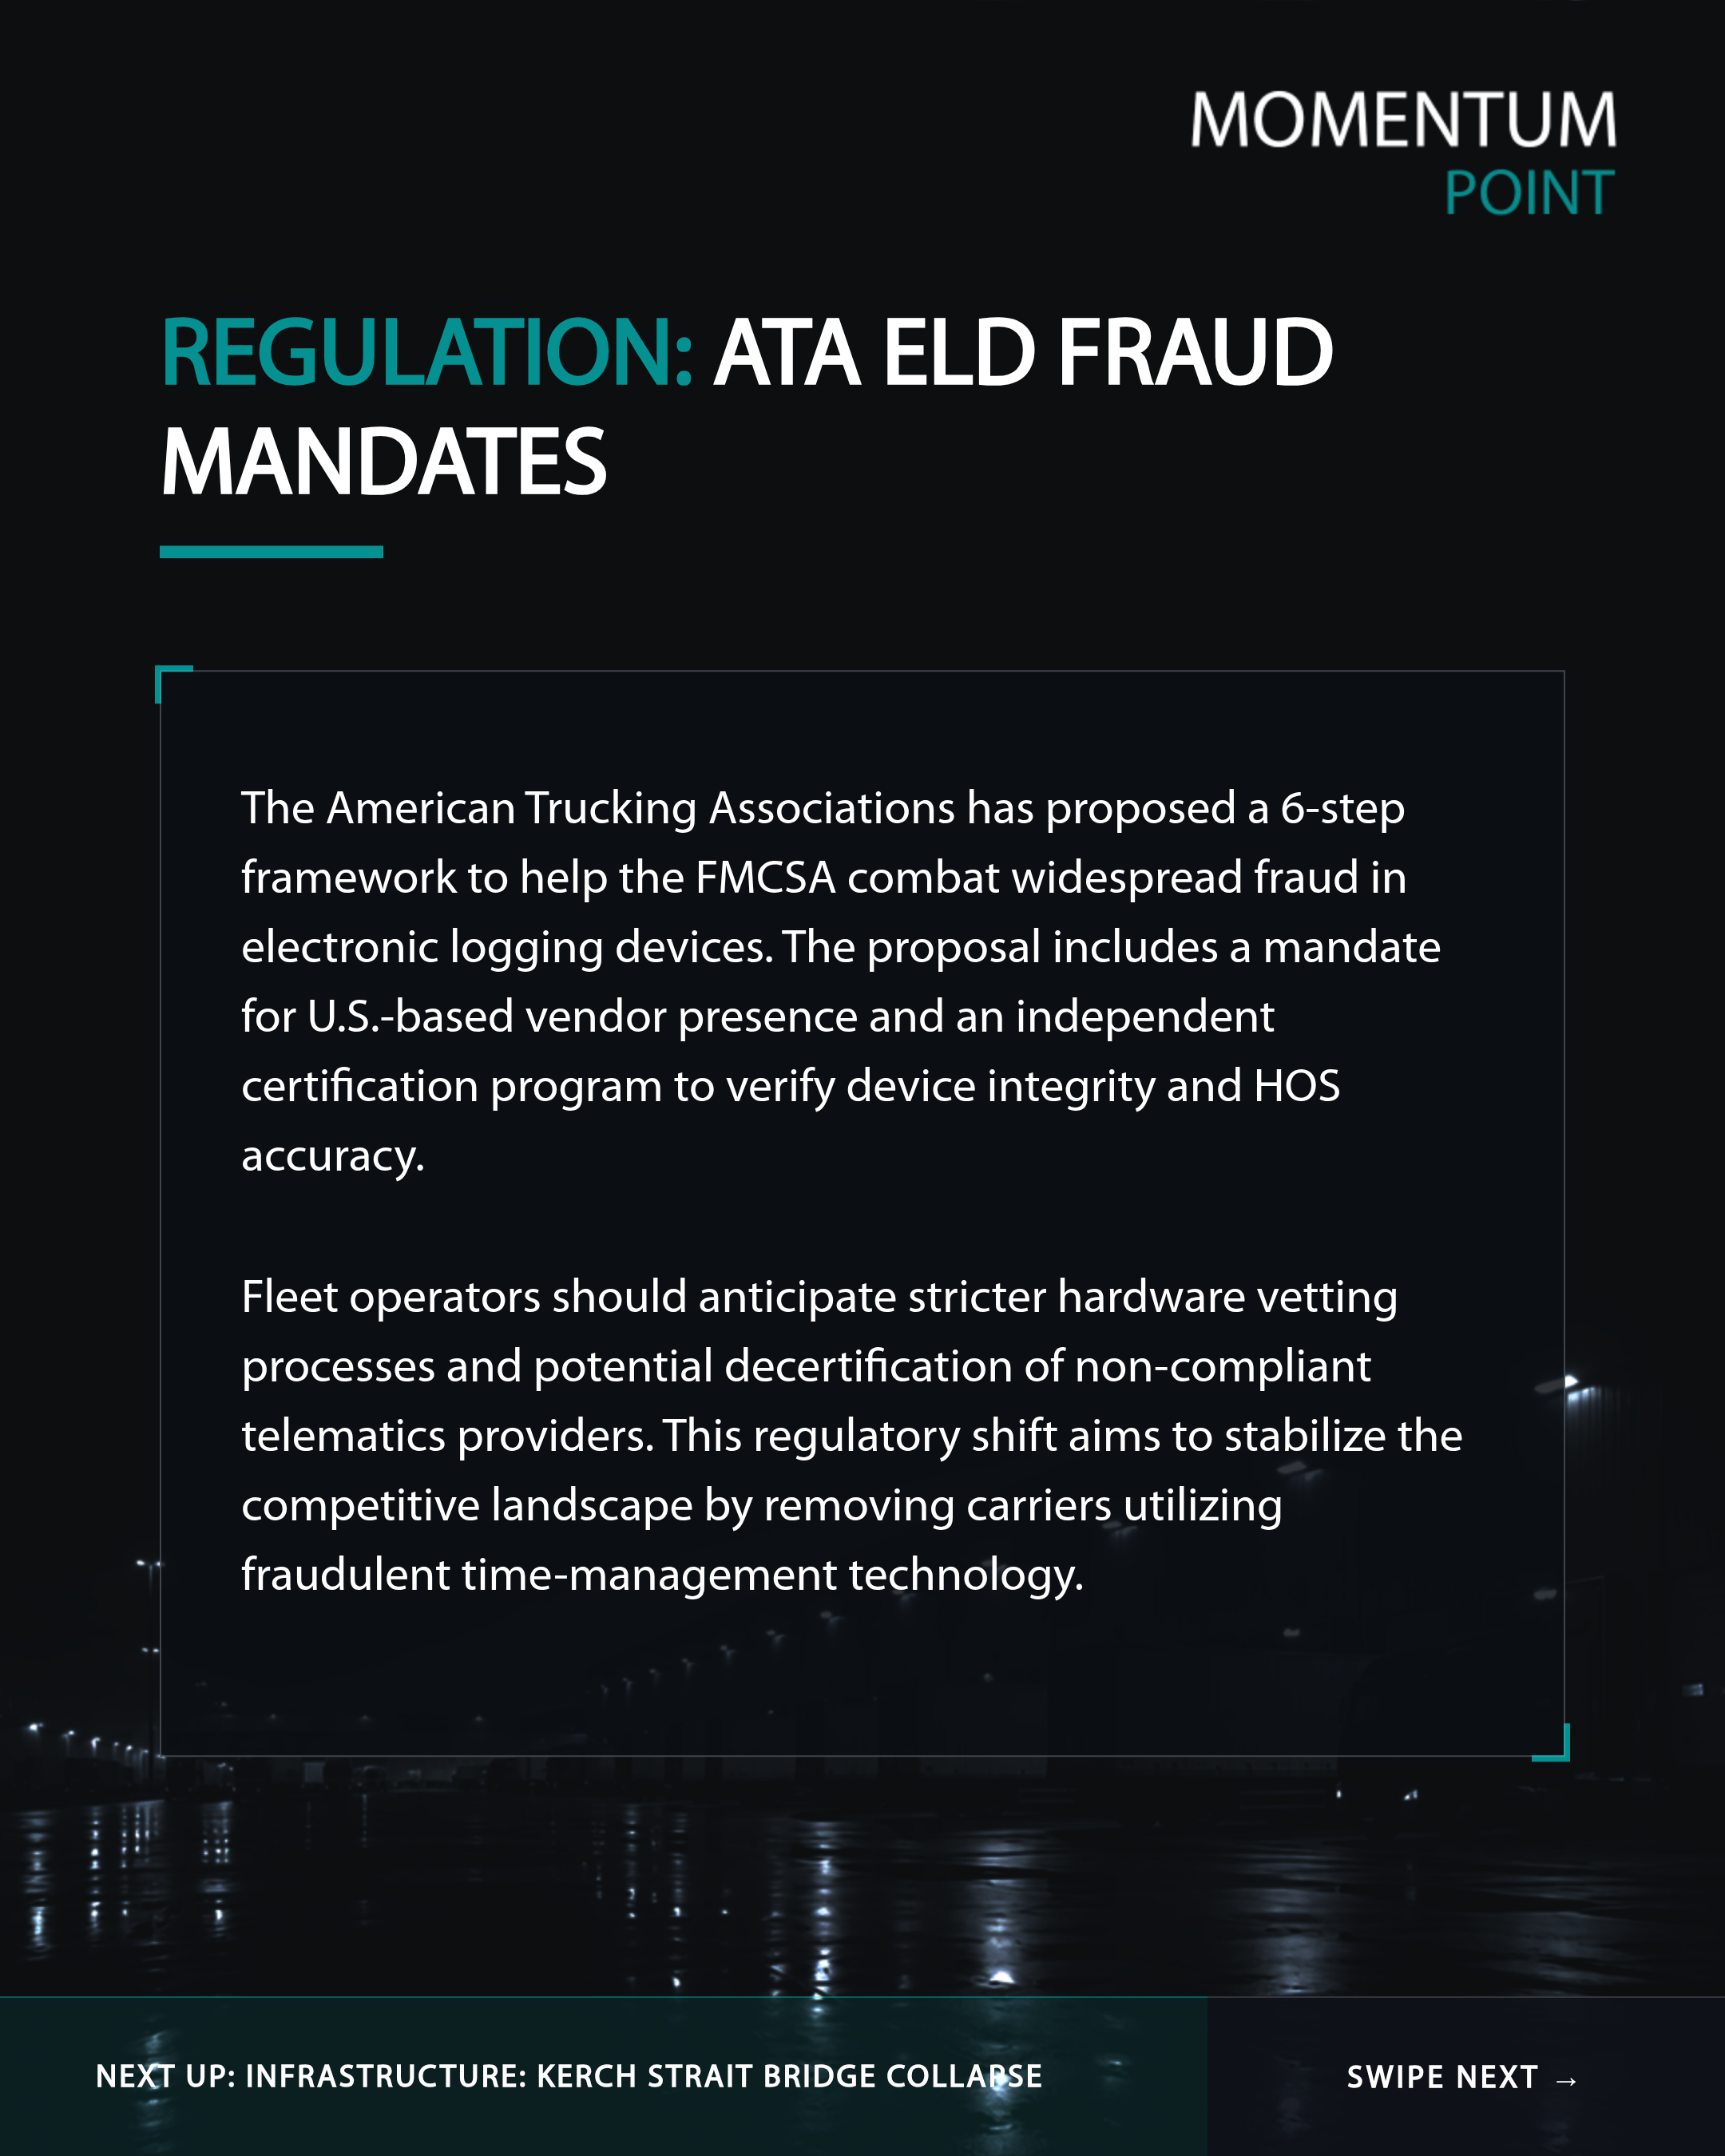 MOMENTUM
POINT
REGULATION: ATA ELD FRAUD
MANDATES
The American Trucking Associations has proposed a 6-step
framework to help the FMCSA combat widespread fraud in
electronic logging devices. The proposal includes a mandate
for U.S.-based vendor presence and an independent
certification program to verify device integrity and HOS
accuracy.
Fleet operators should anticipate stricter hardware vetting
processes and potential decertification of non-compliant
telematics providers. This regulatory shift aims to stabilize the
competitive landscape by removing carriers utilizing
fraudulent time-management technology.
NEXT UP: INFRASTRUCTURE: KERCH STRAIT BRIDGE COLLAPSE
SWIPE NEXT →